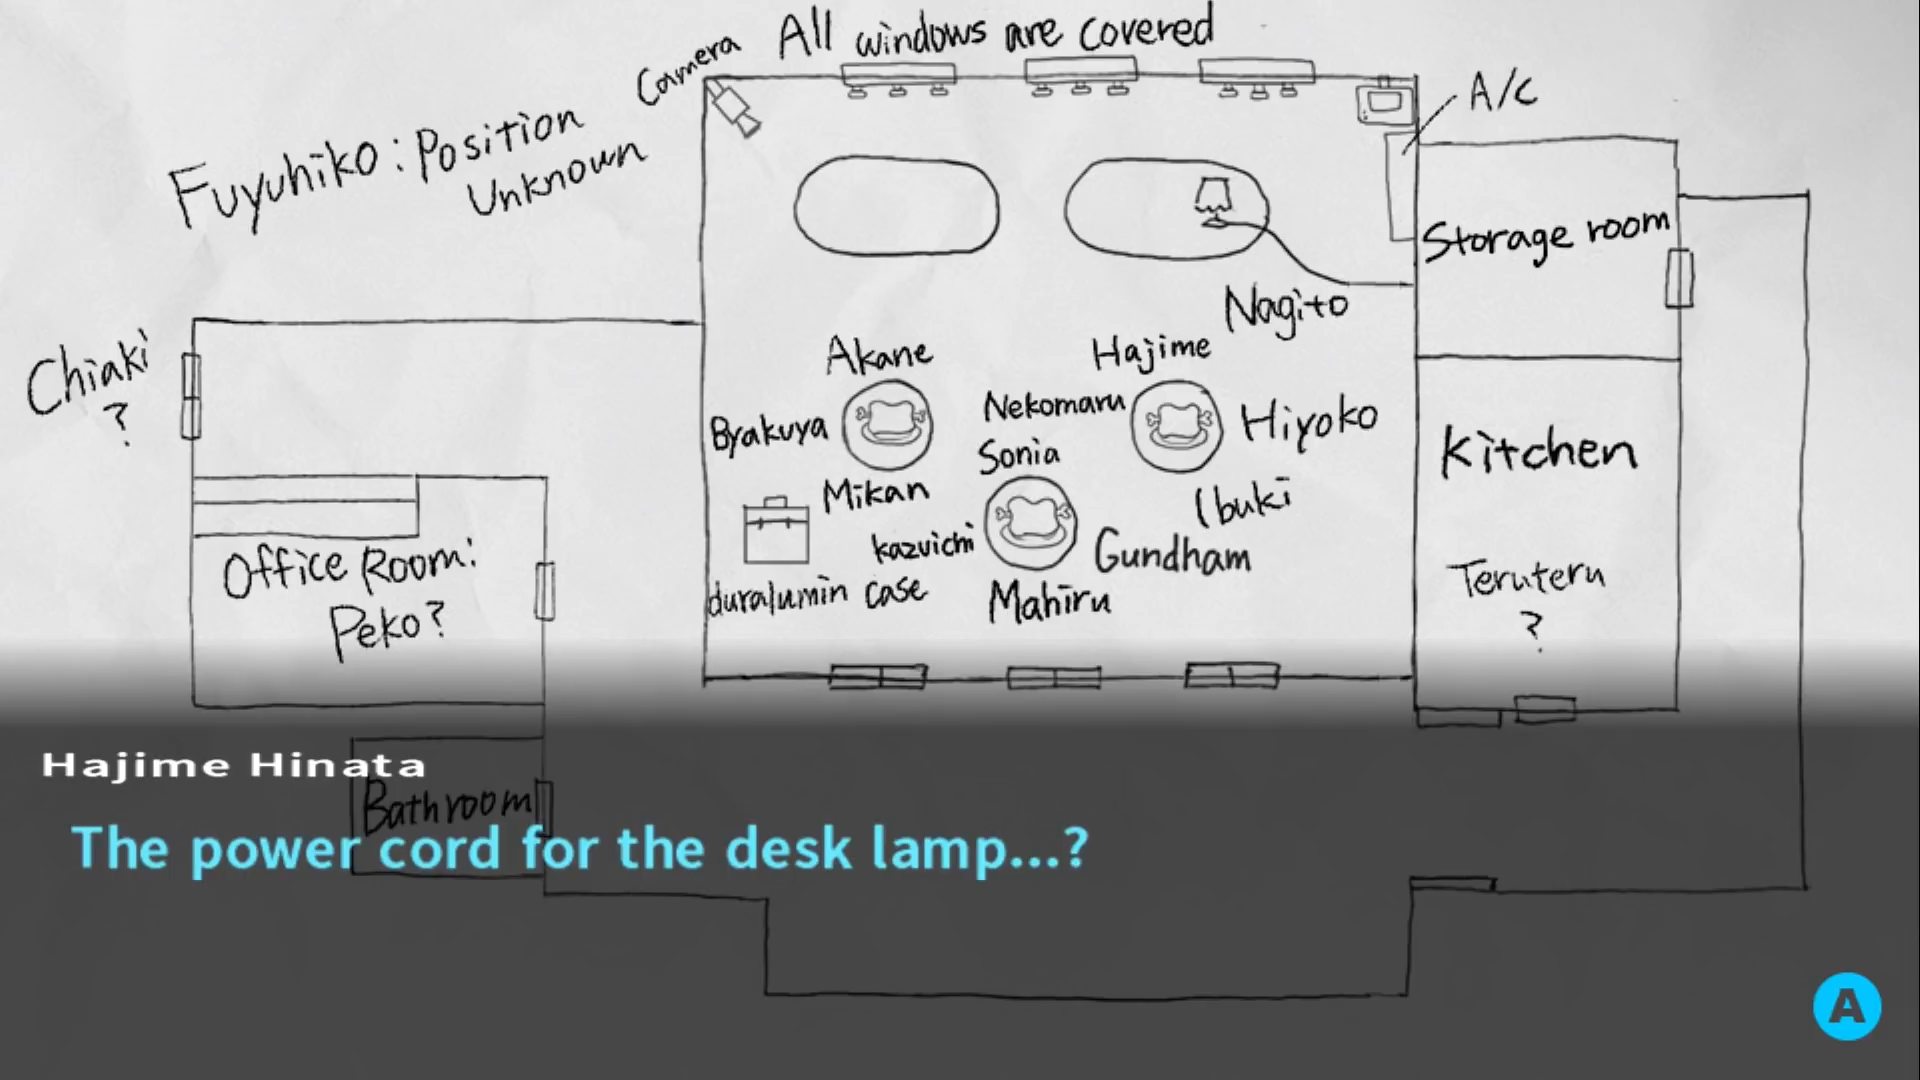 All windows are covered
Camera
A/C
Fuyuhiko: Position
Unknown
Storage room
Nagito
Chiaki
?
Akane
Hajime
Byakuya
Nekomaru
Hiyoko
Sonia
Kitchen
Mikan
Ibuki
kazuichi
Gundham
Office Room:
Peko?
duralumin case
Mahiru
Teruteru
?
Hajime Hinata
Bathroom
The power cord for the desk lamp...?
A